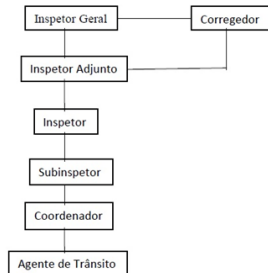 Inspetor Geral
Corregedor
Inspetor Adjunto
Inspetor
Subinspetor
Coordenador
Agente de Trânsito